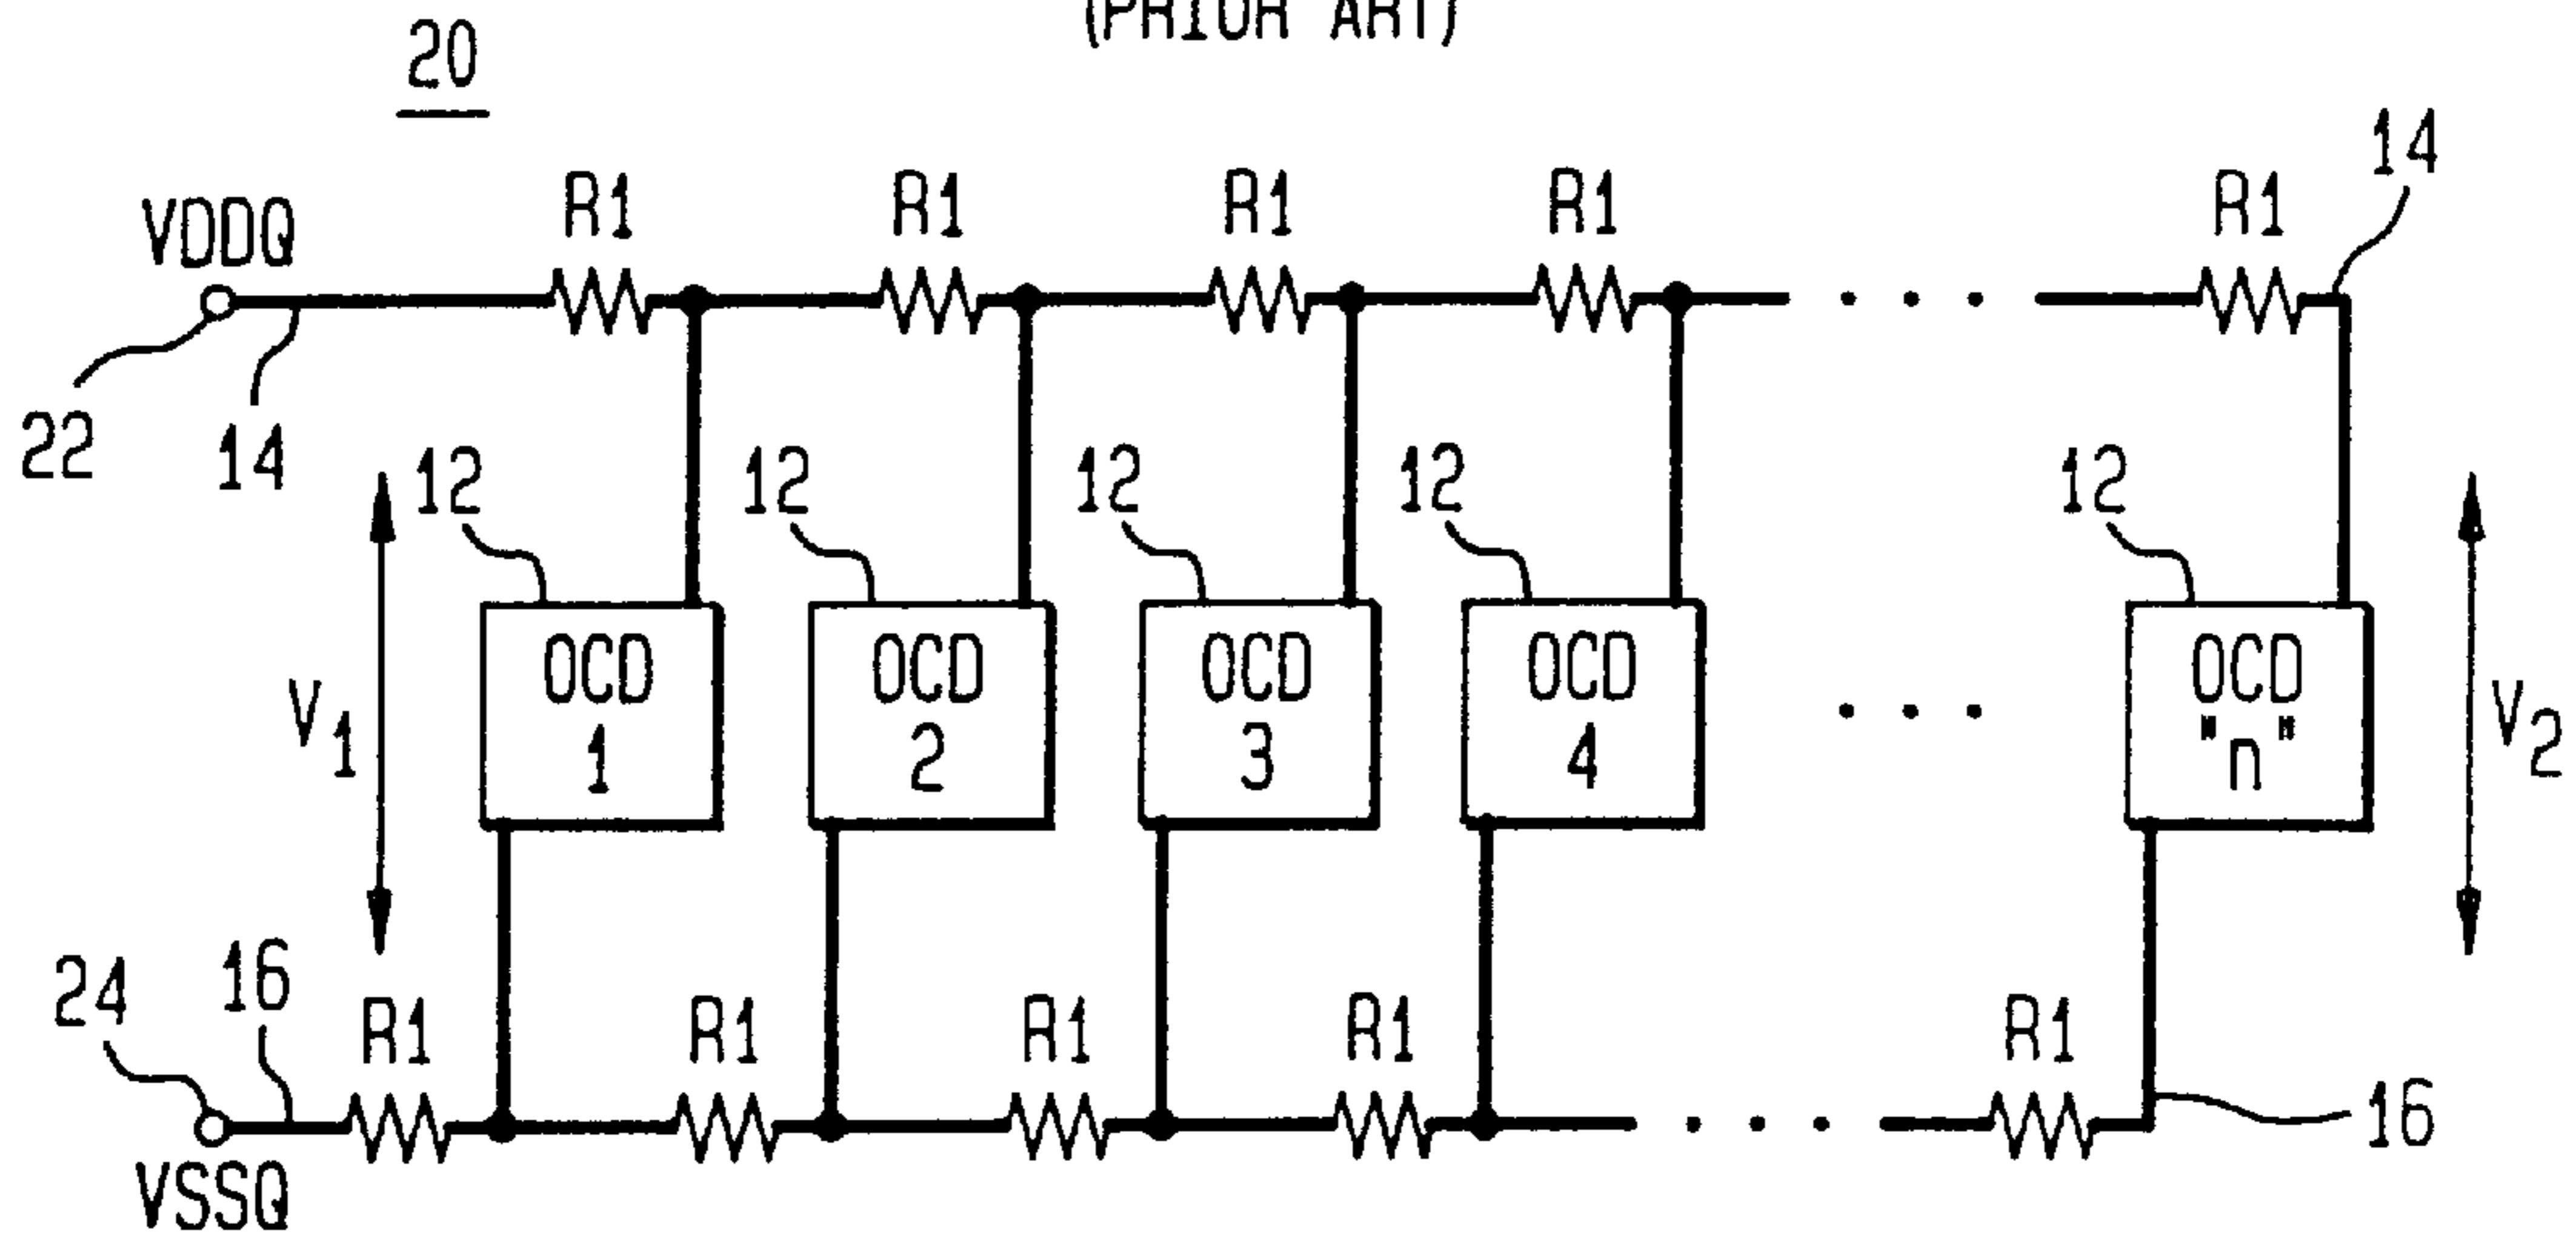 (PRIOR ART)
20
VDDQ R1 R1 R1 R1 R1 14
22 14 12 12 12 12 12
V1 OCD 1 OCD 2 OCD 3 OCD 4 OCD "n" V2
24 16 R1 R1 R1 R1 R1 16
VSSQ